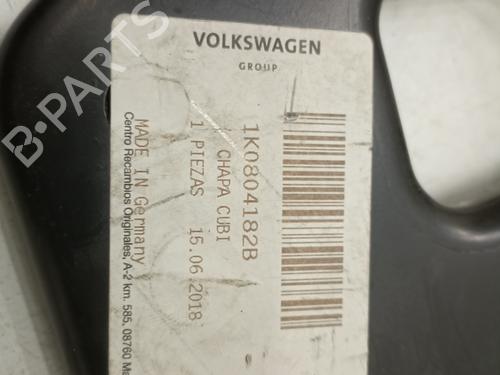 VOLKSWAGEN
GROUP
1K0804182B
CHAPA CUBI
1 PIEZAS 15.06.2018
MADE IN Germany
Centro Recambios Originales, A-2 km. 585, 08760
B-PARTS